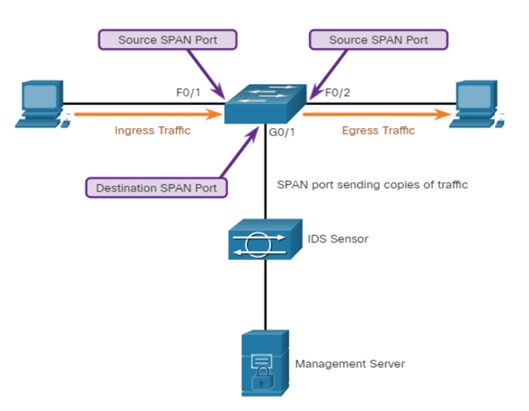 Source SPAN Port
Source SPAN Port
F0/1
F0/2
Ingress Traffic
G0/1
Egress Traffic
Destination SPAN Port
SPAN port sending copies of traffic
IDS Sensor
Management Server